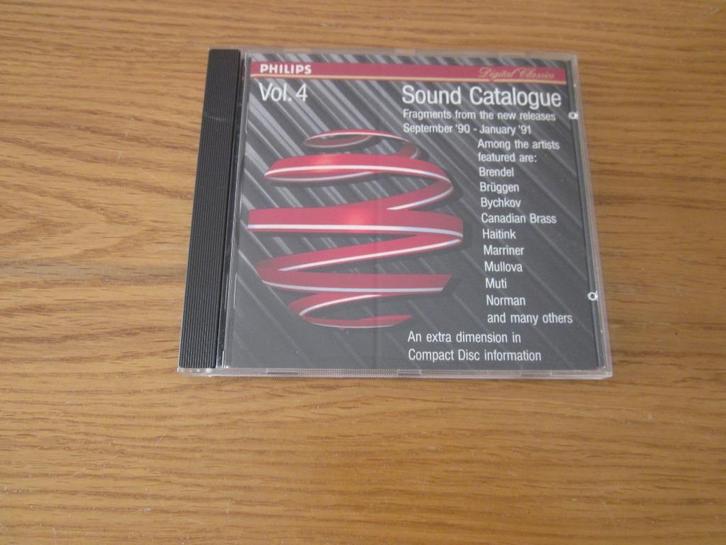 PHILIPS Digital Classics
Vol. 4
Sound Catalogue
Fragments from the new releases
September '90 - January '91
Among the artists
featured are:
Brendel
Brüggen
Bychkov
Canadian Brass
Haitink
Marriner
Mullova
Muti
Norman
and many others
An extra dimension in
Compact Disc information